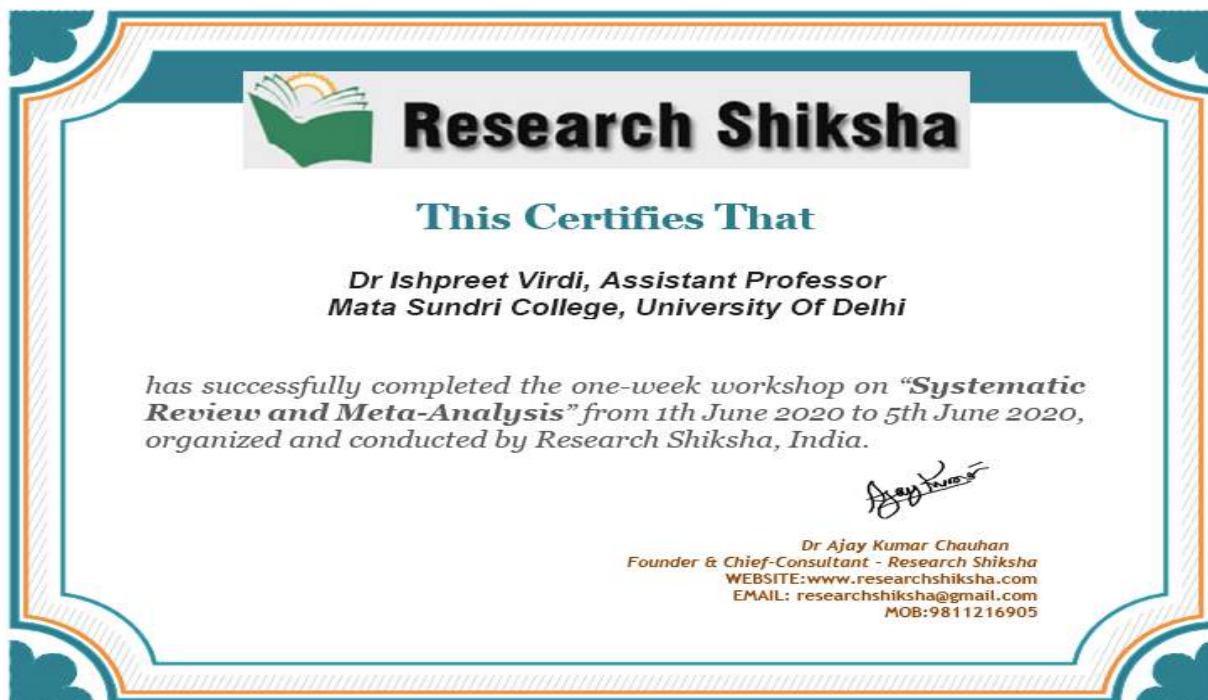 Research Shiksha
This Certifies That
Dr Ishpreet Virdi, Assistant Professor
Mata Sundri College, University Of Delhi
has successfully completed the one-week workshop on “Systematic
Review and Meta-Analysis” from 1th June 2020 to 5th June 2020,
organized and conducted by Research Shiksha, India.
Ajay Kumar
Dr Ajay Kumar Chauhan
Founder & Chief-Consultant - Research Shiksha
WEBSITE:www.researchshiksha.com
EMAIL: researchshiksha@gmail.com
MOB:9811216905